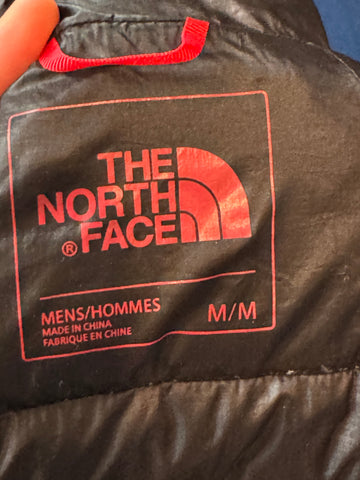 THE
NORTH
FACE
®
MENS/HOMMES M/M
MADE IN CHINA
FABRIQUE EN CHINE